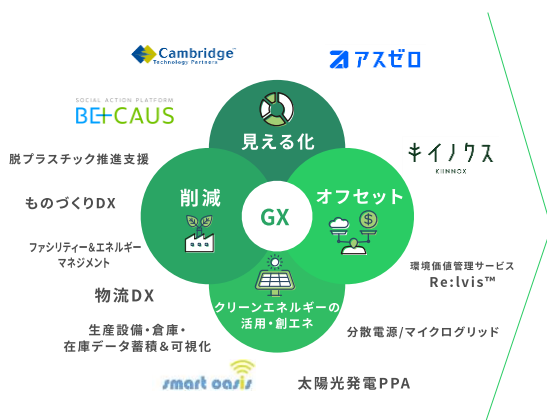 Cambridge
Technology Partners
アスゼロ
SOCIAL ACTION PLATFORM
BE+CAUS
見える化
キイノクス
KIINNOX
脱プラスチック推進支援
削減
オフセット
ものづくりDX
GX
ファシリティー&エネルギー
マネジメント
環境価値管理サービス
Re:lvis™
物流DX
クリーンエネルギーの
活用・創エネ
生産設備・倉庫・
在庫データ蓄積&可視化
分散電源/マイクログリッド
smart oasis
太陽光発電PPA